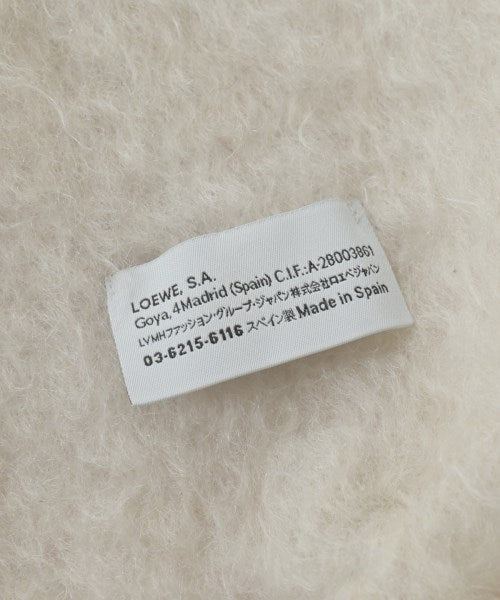 LOEWE, S.A.
Goya, 4 Madrid (Spain) C.I.F.:A-28003861
LVMHファッション・グループ・ジャパン株式会社ロエベジャパン
03-6215-6116 スペイン製 Made in Spain